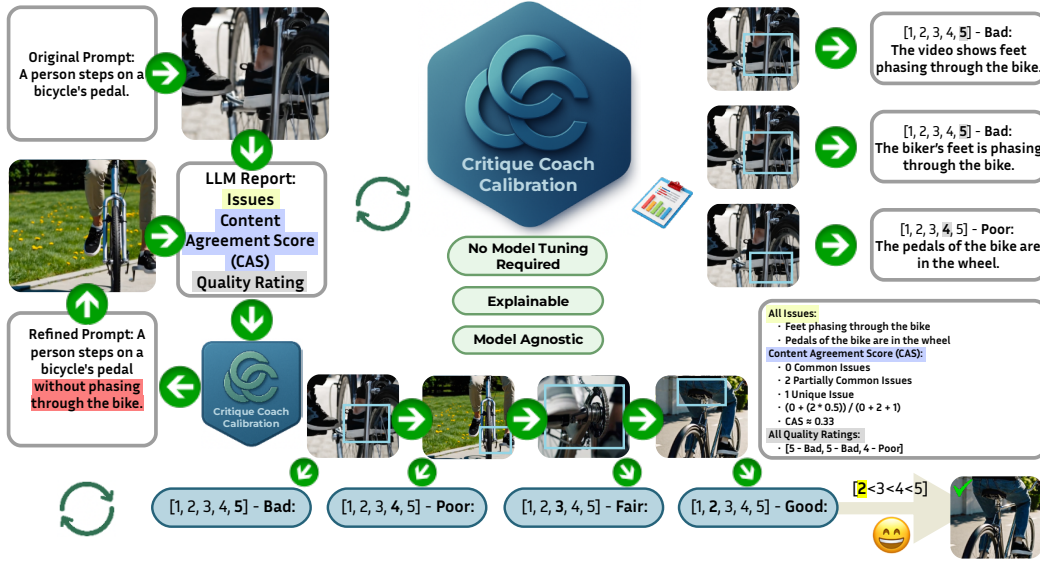 Original Prompt:
A person steps on a
bicycle's pedal.
LLM Report:
Issues
Content
Agreement Score
(CAS)
Quality Rating
Refined Prompt: A
person steps on a
bicycle's pedal
without phasing
through the bike.
Critique Coach
Calibration
Critique Coach
Calibration
No Model Tuning
Required
Explainable
Model Agnostic
[1, 2, 3, 4, 5] - Bad:
The video shows feet
phasing through the bike.
[1, 2, 3, 4, 5] - Bad:
The biker's feet is phasing
through the bike.
[1, 2, 3, 4, 5] - Poor:
The pedals of the bike are
in the wheel.
All Issues:
• Feet phasing through the bike
• Pedals of the bike are in the wheel
Content Agreement Score (CAS):
• 0 Common Issues
• 2 Partially Common Issues
• 1 Unique Issue
• (0 + (2 * 0.5)) / (0 + 2 + 1)
• CAS ≈ 0.33
All Quality Ratings:
• [5 - Bad, 5 - Bad, 4 - Poor]
[1, 2, 3, 4, 5] - Bad:
[1, 2, 3, 4, 5] - Poor:
[1, 2, 3, 4, 5] - Fair:
[1, 2, 3, 4, 5] - Good:
[2<3<4<5]